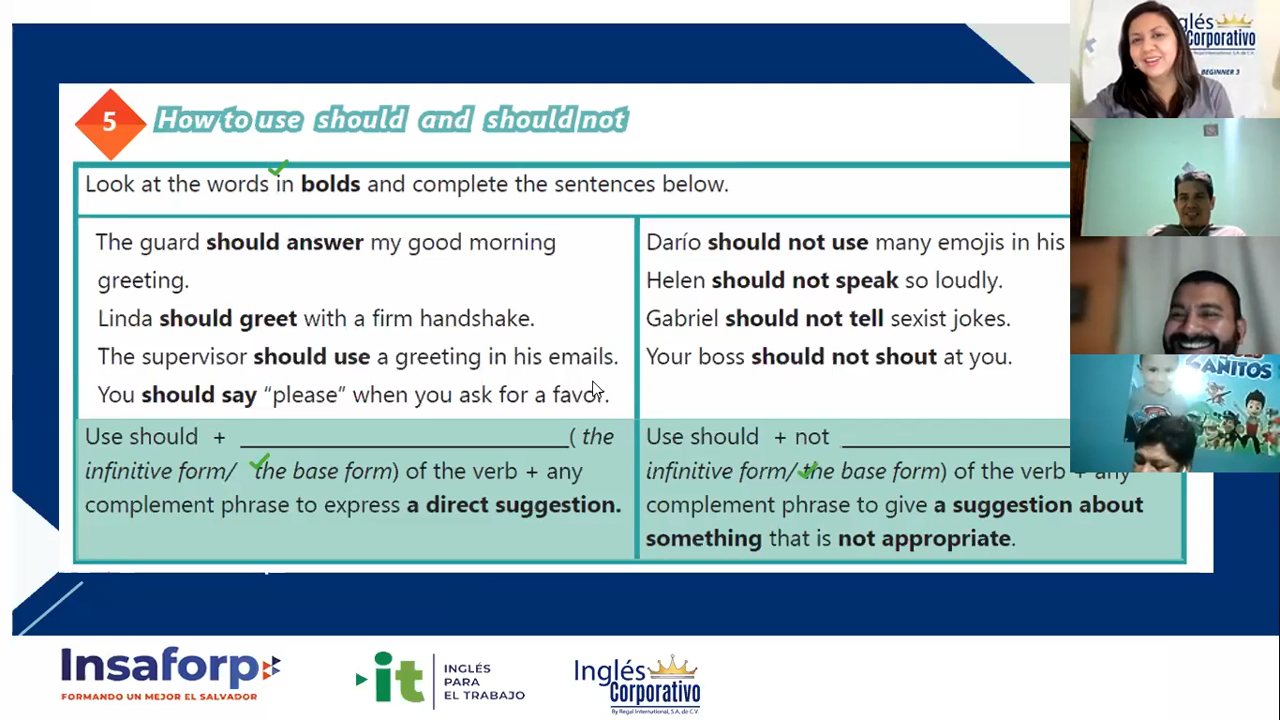 5
How to use should and should not
Look at the words in bolds and complete the sentences below.
The guard should answer my good morning
greeting.
Linda should greet with a firm handshake.
The supervisor should use a greeting in his emails.
You should say “please” when you ask for a favor.
Darío should not use many emojis in his
Helen should not speak so loudly.
Gabriel should not tell sexist jokes.
Your boss should not shout at you.
Use should + ______________________________( the
infinitive form/ the base form) of the verb + any
complement phrase to express a direct suggestion.
Use should + not ____________________
infinitive form/ the base form) of the verb + any
complement phrase to give a suggestion about
something that is not appropriate.
Insaforp
FORMANDO UN MEJOR EL SALVADOR
it
INGLÉS
PARA
EL TRABAJO
Inglés
Corporativo
By Regal International, S.A. de C.V.
glés
Corporativo
By Regal International, S.A. de C.V.
BEGINNER 3